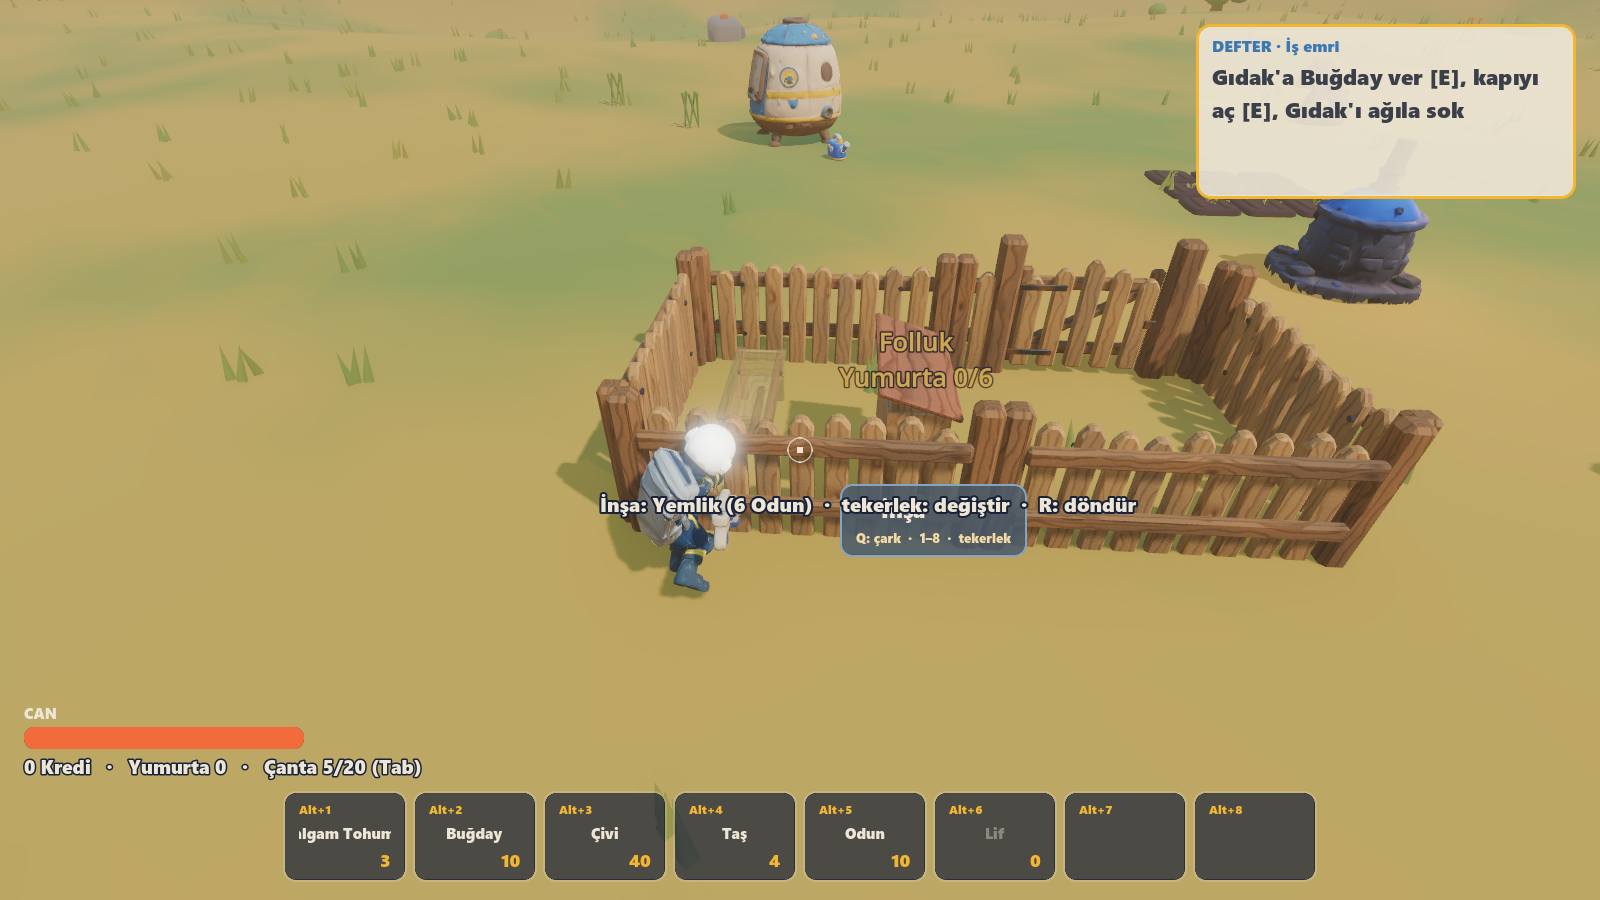 DEFTER · İş emri
Gıdak'a Buğday ver [E], kapıyı
aç [E], Gıdak'ı ağıla sok
Folluk
Yumurta 0/6
İnşa: Yemlik (6 Odun) · tekerlek: değiştir · R: döndür
Q: çark · 1–8 · tekerlek
CAN
0 Kredi · Yumurta 0 · Çanta 5/20 (Tab)
Alt+1 Alt+2 Alt+3 Alt+4 Alt+5 Alt+6 Alt+7 Alt+8
algam Tohum Buğday Çivi Taş Odun Lif
3 10 40 4 10 0